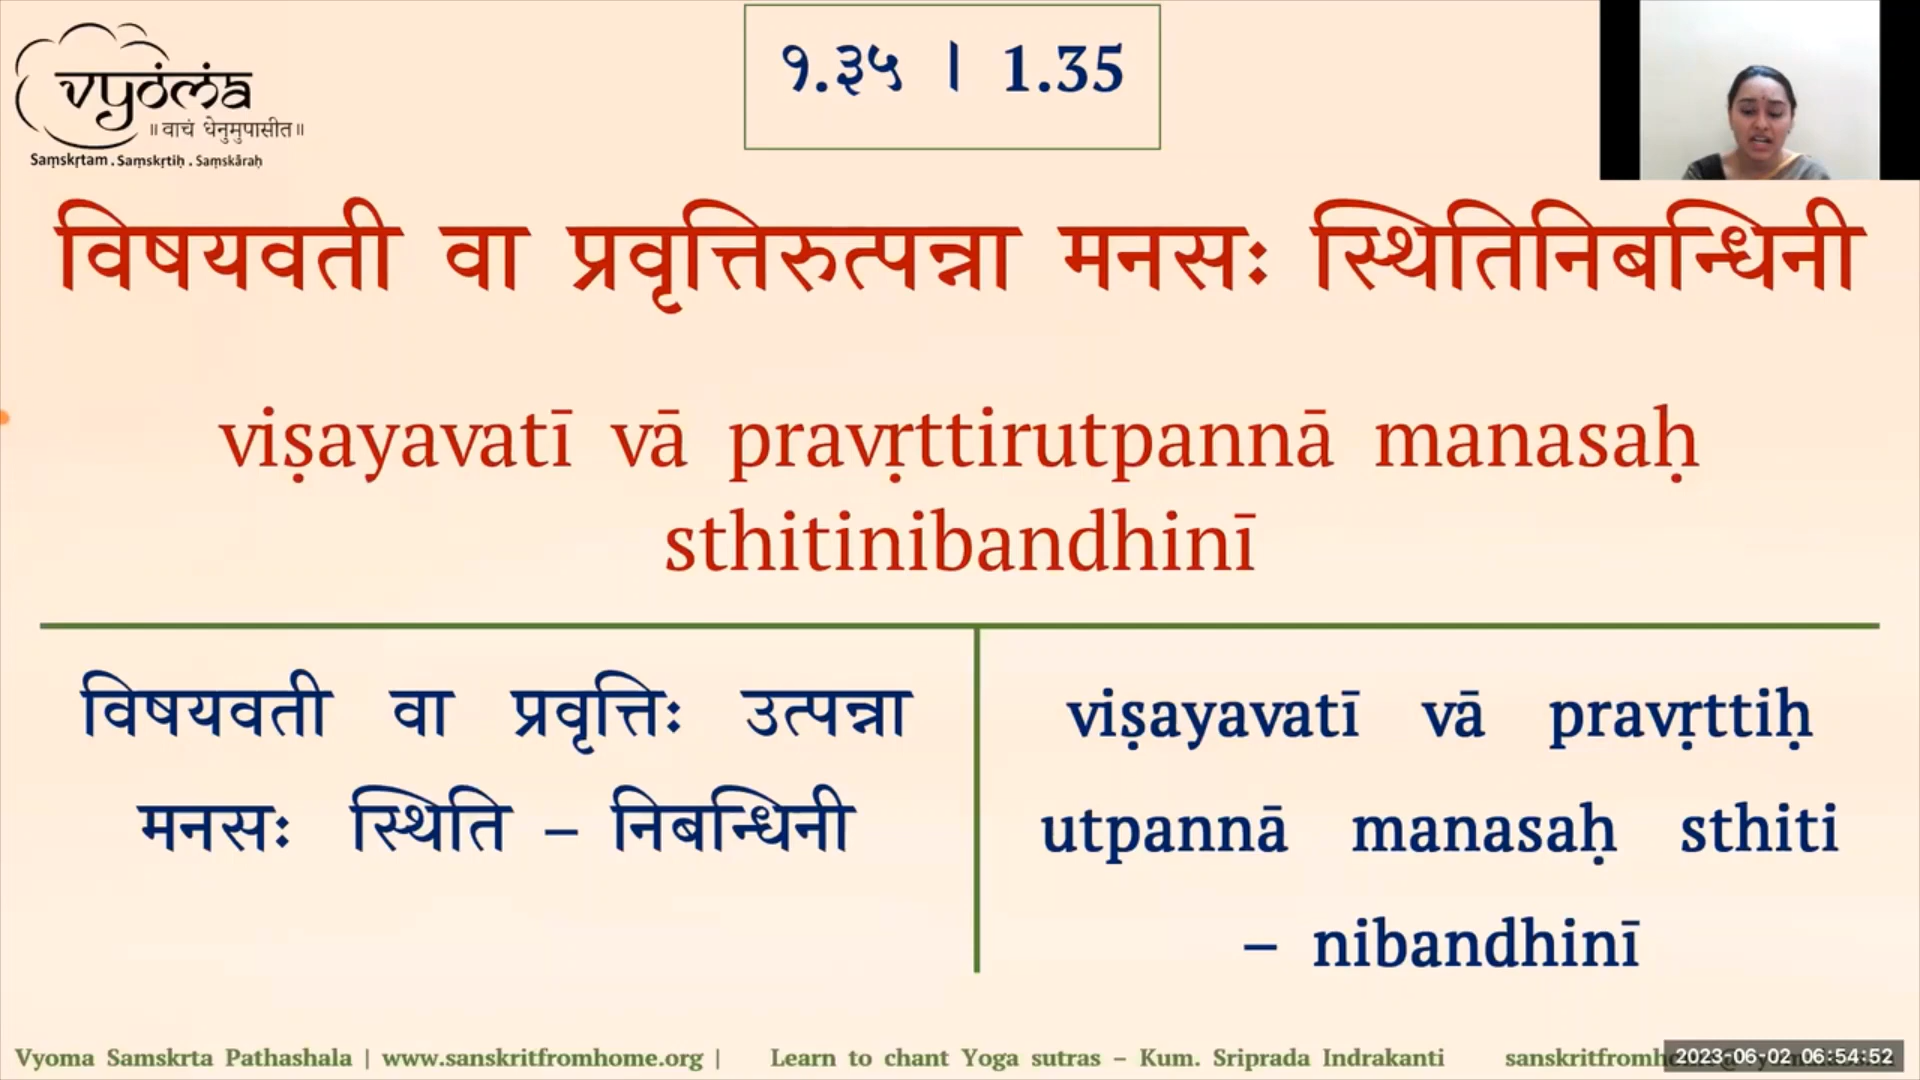 vyoma
॥ वाचं धेनुमुपासीत॥
Saṃskṛtam . Saṃskṛtiḥ . Saṃskāraḥ
१.३५ । 1.35
विषयवती वा प्रवृत्तिरुत्पन्ना मनसः स्थितिनिबन्धिनी
viṣayavatī vā pravṛttirutpannā manasaḥ
sthitinibandhinī
विषयवती वा प्रवृत्तिः उत्पन्ना
मनसः स्थिति – निबन्धिनी
viṣayavatī vā pravṛttiḥ
utpannā manasaḥ sthiti
– nibandhinī
Vyoma Samskrta Pathashala | www.sanskritfromhome.org | Learn to chant Yoga sutras – Kum. Sriprada Indrakanti
2023-06-02 06:54:52